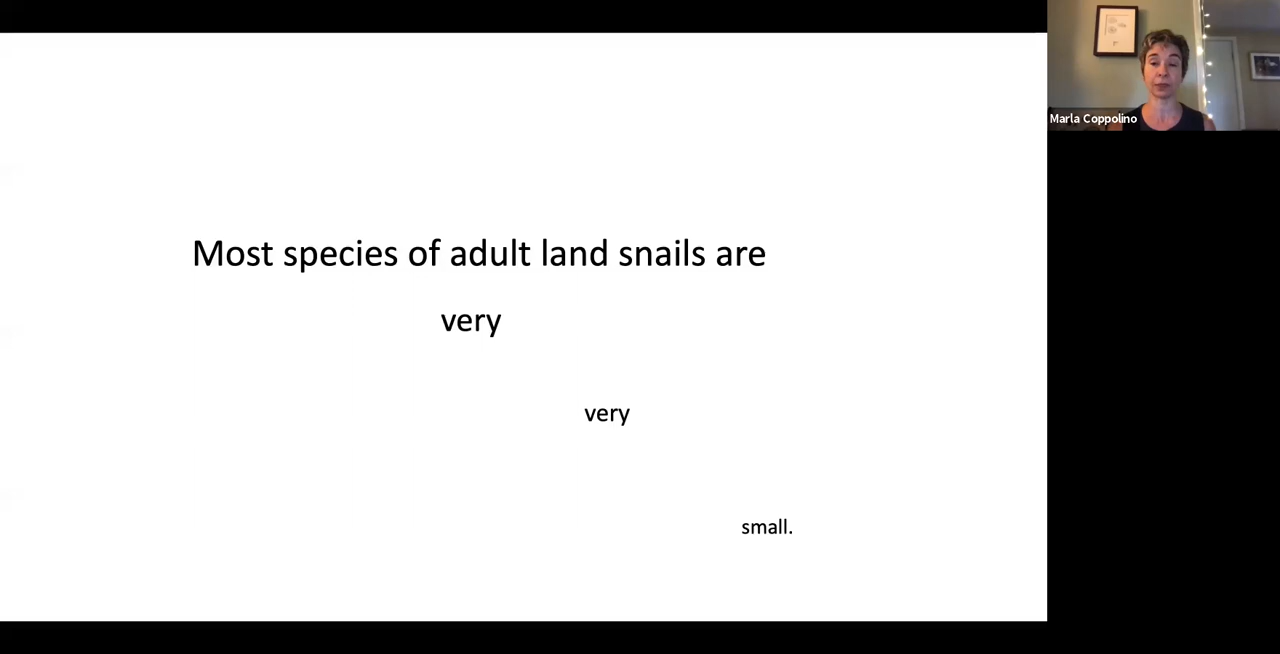 Most species of adult land snails are
very
very
small.
Marla Coppolino